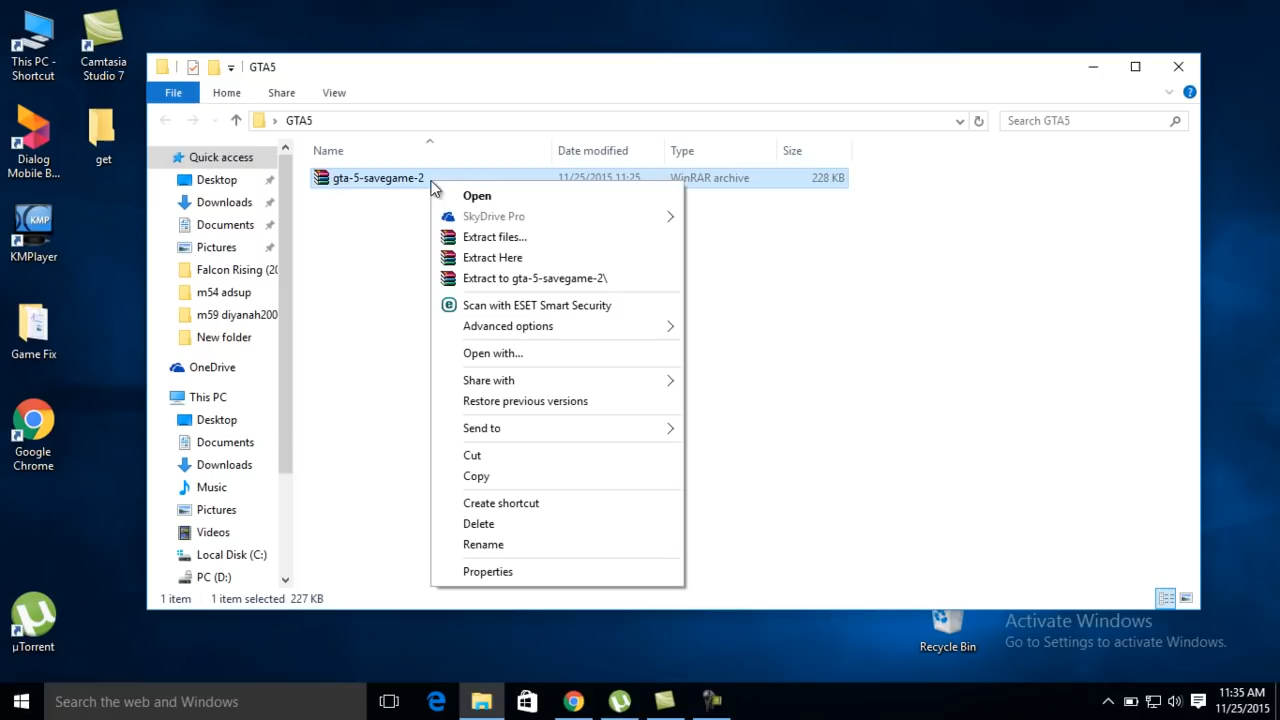 This PC -
Shortcut
Camtasia
Studio 7
Dialog
Mobile B...
get
KMP
KMPlayer
Game Fix
Google
Chrome
µTorrent
GTA5
File
Home
Share
View
GTA5
Search GTA5
Quick access
Desktop
Downloads
Documents
Pictures
Falcon Rising (20
m54 adsup
m59 diyanah200
New folder
OneDrive
This PC
Desktop
Documents
Downloads
Music
Pictures
Videos
Local Disk (C:)
PC (D:)
Name
Date modified
Type
Size
gta-5-savegame-2
11/25/2015 11:25
WinRAR archive
228 KB
Open
SkyDrive Pro
Extract files...
Extract Here
Extract to gta-5-savegame-2\
Scan with ESET Smart Security
Advanced options
Open with...
Share with
Restore previous versions
Send to
Cut
Copy
Create shortcut
Delete
Rename
Properties
1 item
1 item selected 227 KB
Recycle Bin
Activate Windows
Go to Settings to activate Windows.
Search the web and Windows
11:35 AM
11/25/2015